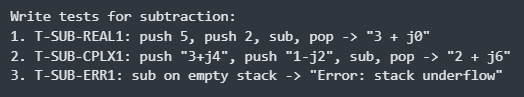 Write tests for subtraction:
1. T-SUB-REAL1: push 5, push 2, sub, pop -> "3 + j0"
2. T-SUB-CPLX1: push "3+j4", push "1-j2", sub, pop -> "2 + j6"
3. T-SUB-ERR1: sub on empty stack -> "Error: stack underflow"